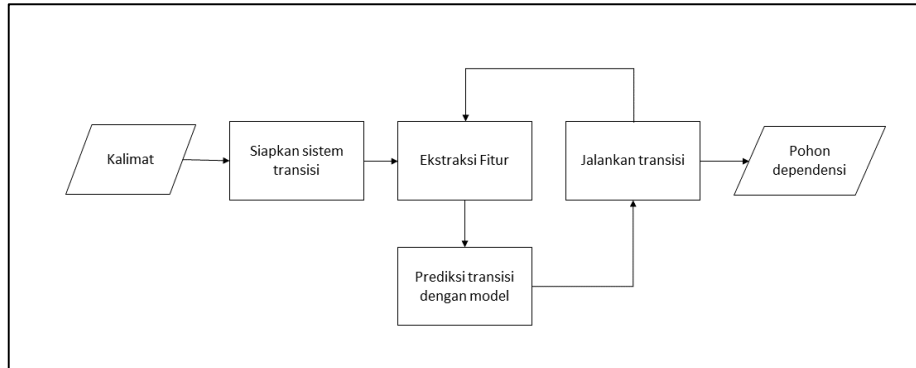 Kalimat
Siapkan sistem
transisi
Ekstraksi Fitur
Jalankan transisi
Pohon
dependensi
Prediksi transisi
dengan model